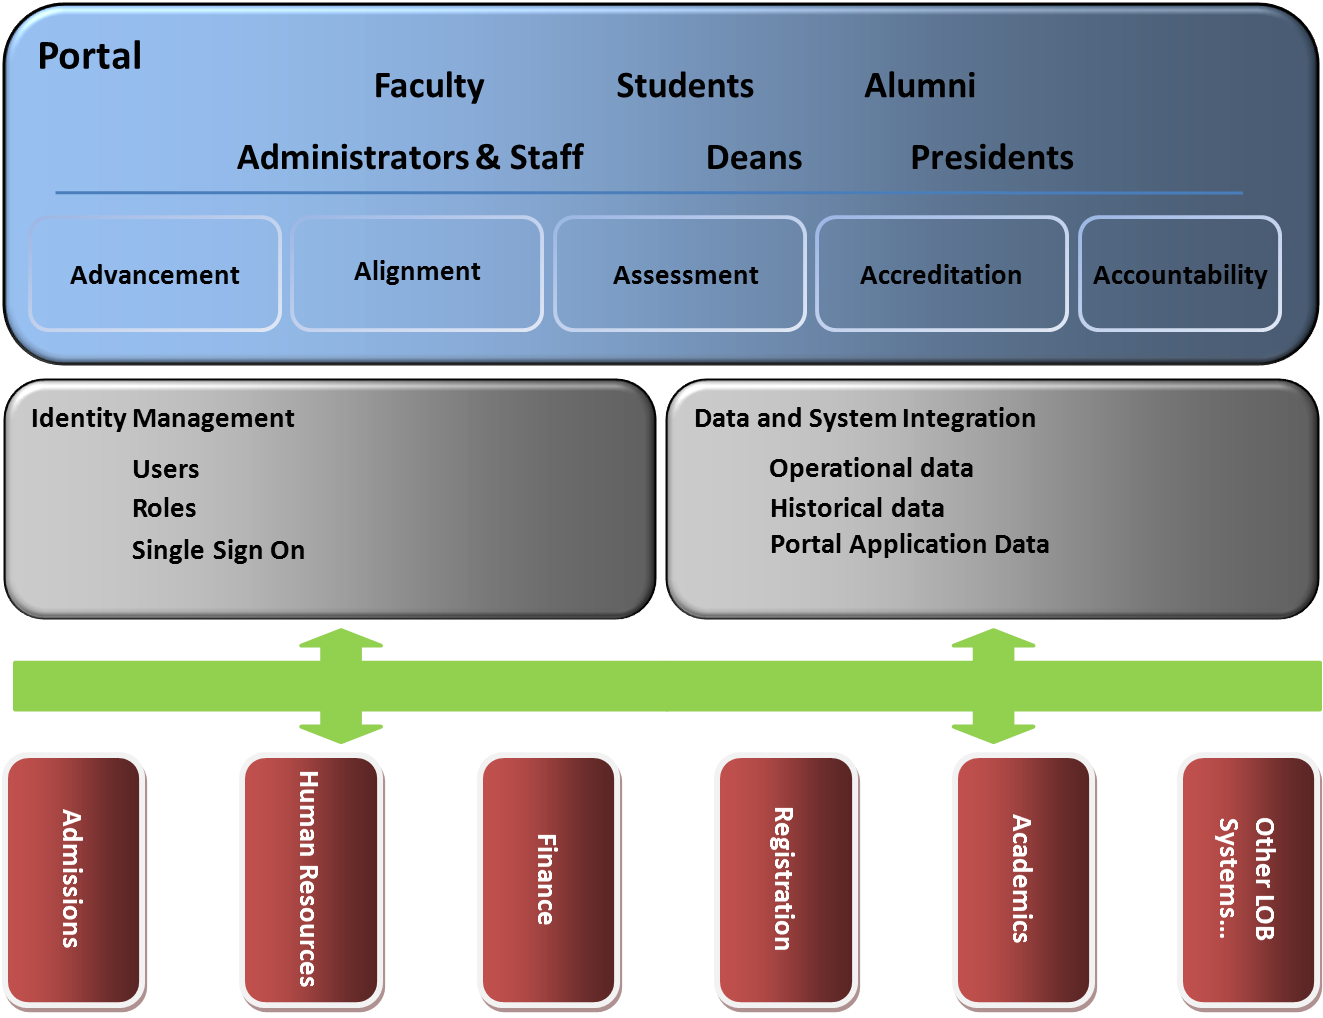 Portal
Faculty Students Alumni
Administrators & Staff Deans Presidents
Advancement Alignment Assessment Accreditation Accountability
Identity Management
Users
Roles
Single Sign On
Data and System Integration
Operational data
Historical data
Portal Application Data
Admissions
Human Resources
Finance
Registration
Academics
Other LOB
Systems...